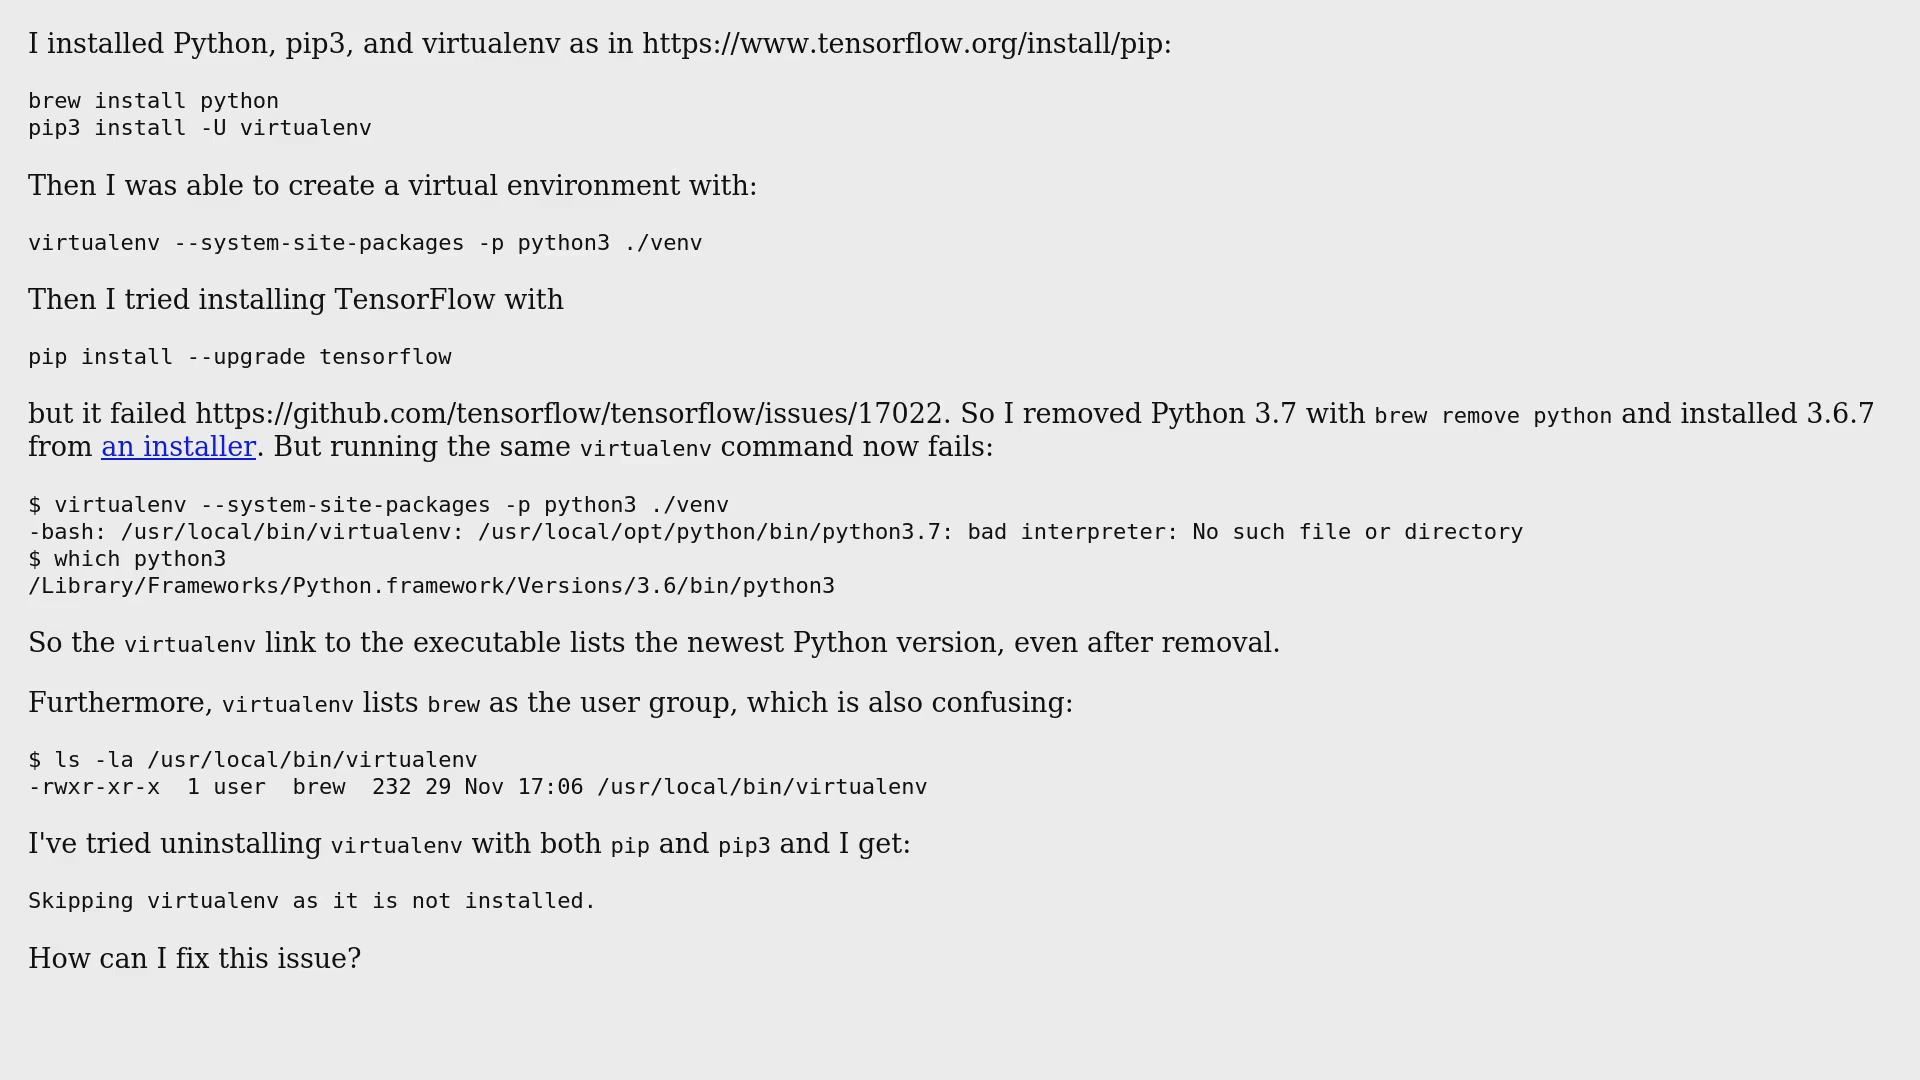 I installed Python, pip3, and virtualenv as in https://www.tensorflow.org/install/pip:
brew install python
pip3 install -U virtualenv
Then I was able to create a virtual environment with:
virtualenv --system-site-packages -p python3 ./venv
Then I tried installing TensorFlow with
pip install --upgrade tensorflow
but it failed https://github.com/tensorflow/tensorflow/issues/17022. So I removed Python 3.7 with brew remove python and installed 3.6.7
from an installer. But running the same virtualenv command now fails:
$ virtualenv --system-site-packages -p python3 ./venv
-bash: /usr/local/bin/virtualenv: /usr/local/opt/python/bin/python3.7: bad interpreter: No such file or directory
$ which python3
/Library/Frameworks/Python.framework/Versions/3.6/bin/python3
So the virtualenv link to the executable lists the newest Python version, even after removal.
Furthermore, virtualenv lists brew as the user group, which is also confusing:
$ ls -la /usr/local/bin/virtualenv
-rwxr-xr-x  1 user  brew  232 29 Nov 17:06 /usr/local/bin/virtualenv
I've tried uninstalling virtualenv with both pip and pip3 and I get:
Skipping virtualenv as it is not installed.
How can I fix this issue?